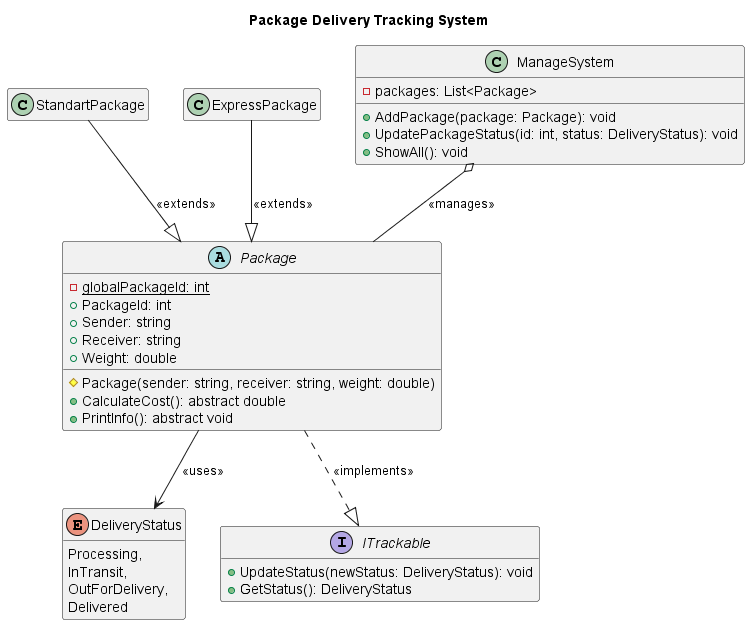 Package Delivery Tracking System
C ManageSystem
packages: List<Package>
AddPackage(package: Package): void
UpdatePackageStatus(id: int, status: DeliveryStatus): void
ShowAll(): void
C StandartPackage
C ExpressPackage
«extends»
«extends»
«manages»
A Package
globalPackageId: int
PackageId: int
Sender: string
Receiver: string
Weight: double
Package(sender: string, receiver: string, weight: double)
CalculateCost(): abstract double
PrintInfo(): abstract void
«uses»
«implements»
E DeliveryStatus
Processing,
InTransit,
OutForDelivery,
Delivered
I ITrackable
UpdateStatus(newStatus: DeliveryStatus): void
GetStatus(): DeliveryStatus